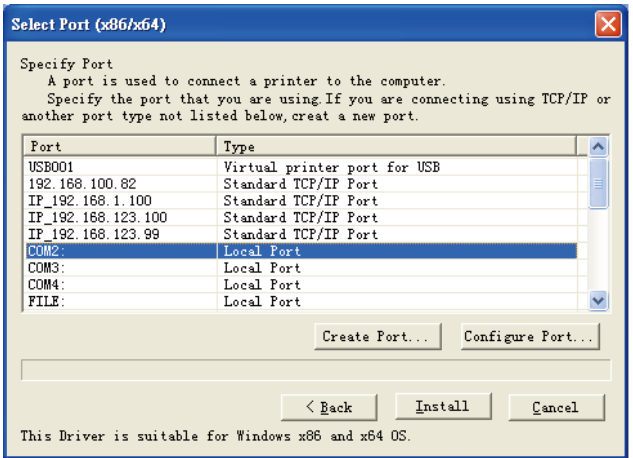 Select Port (x86/x64)
Specify Port
A port is used to connect a printer to the computer.
Specify the port that you are using.If you are connecting using TCP/IP or
another port type not listed below,creat a new port.
Port Type
USB001 Virtual printer port for USB
192.168.100.82 Standard TCP/IP Port
IP_192.168.1.100 Standard TCP/IP Port
IP_192.168.123.100 Standard TCP/IP Port
IP_192.168.123.99 Standard TCP/IP Port
COM2: Local Port
COM3: Local Port
COM4: Local Port
FILE: Local Port
Create Port... Configure Port...
< Back Install Cancel
This Driver is suitable for Windows x86 and x64 OS.